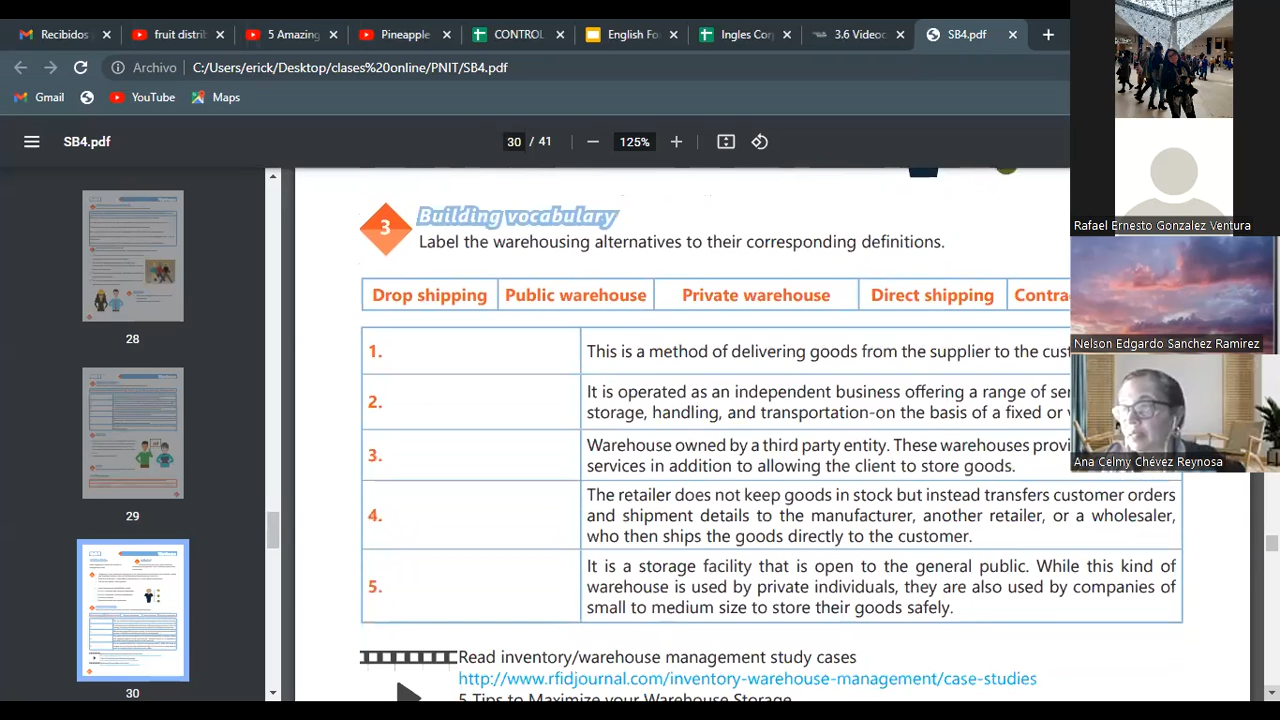 Recibidos
fruit distrib
5 Amazing
Pineapple
CONTROL
English Fo
Ingles Cor
3.6 Videoc
SB4.pdf
Archivo C:/Users/erick/Desktop/clases%20online/PNIT/SB4.pdf
Gmail
YouTube
Maps
SB4.pdf
30 / 41
125%
28
29
30
3 Building vocabulary
Label the warehousing alternatives to their corresponding definitions.
Drop shipping Public warehouse Private warehouse Direct shipping Contra
1. This is a method of delivering goods from the supplier to the cust
2. It is operated as an independent business offering a range of ser
storage, handling, and transportation-on the basis of a fixed or v
3. Warehouse owned by a third party entity. These warehouses provi
services in addition to allowing the client to store goods.
4. The retailer does not keep goods in stock but instead transfers customer orders
and shipment details to the manufacturer, another retailer, or a wholesaler,
who then ships the goods directly to the customer.
5. It is a storage facility that is open to the general public. While this kind of
warehouse is used by private individuals, they are also used by companies of
small to medium size to store their goods safely.
Read inventory/warehouse management study cases
http://www.rfidjournal.com/inventory-warehouse-management/case-studies
5 Tips to Maximize your Warehouse Storage
Rafael Ernesto Gonzalez Ventura
Nelson Edgardo Sanchez Ramirez
Ana Celmy Chévez Reynosa